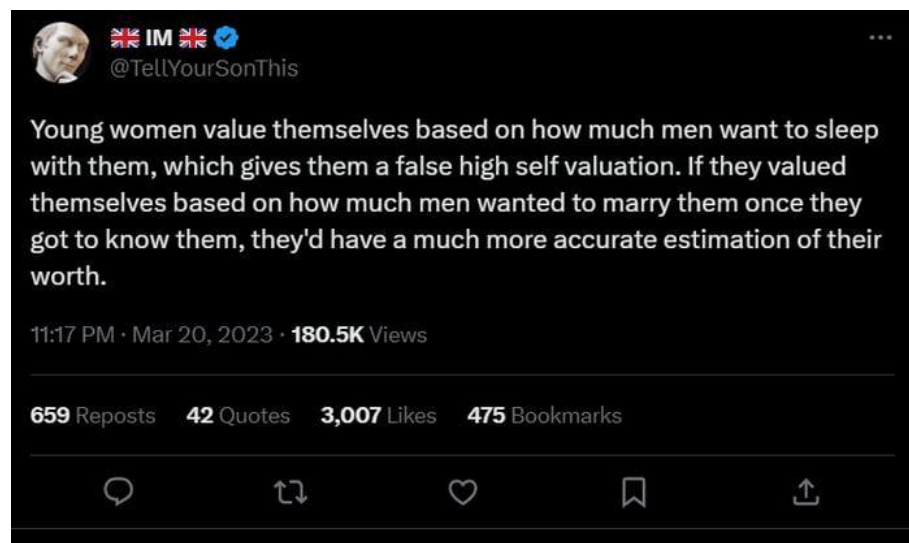 🇬🇧 IM 🇬🇧
@TellYourSonThis
Young women value themselves based on how much men want to sleep
with them, which gives them a false high self valuation. If they valued
themselves based on how much men wanted to marry them once they
got to know them, they'd have a much more accurate estimation of their
worth.
11:17 PM · Mar 20, 2023 · 180.5K Views
659 Reposts 42 Quotes 3,007 Likes 475 Bookmarks